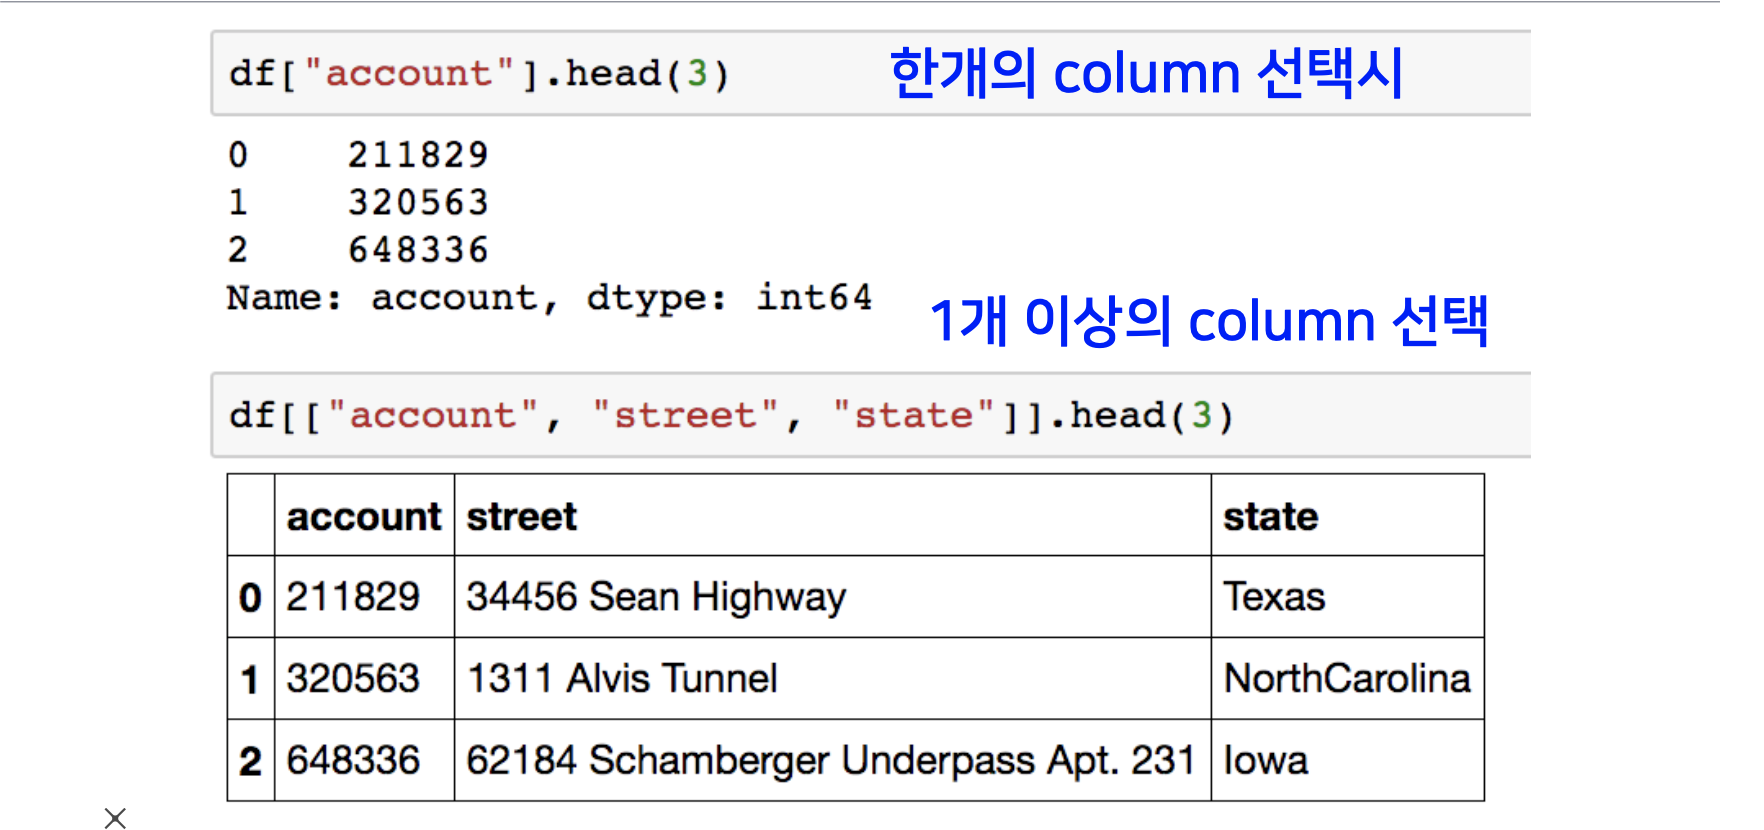 df["account"].head(3)
한개의 column 선택시
0 211829
1 320563
2 648336
Name: account, dtype: int64
1개 이상의 column 선택
df[["account", "street", "state"]].head(3)
account street state
0 211829 34456 Sean Highway Texas
1 320563 1311 Alvis Tunnel NorthCarolina
2 648336 62184 Schamberger Underpass Apt. 231 Iowa